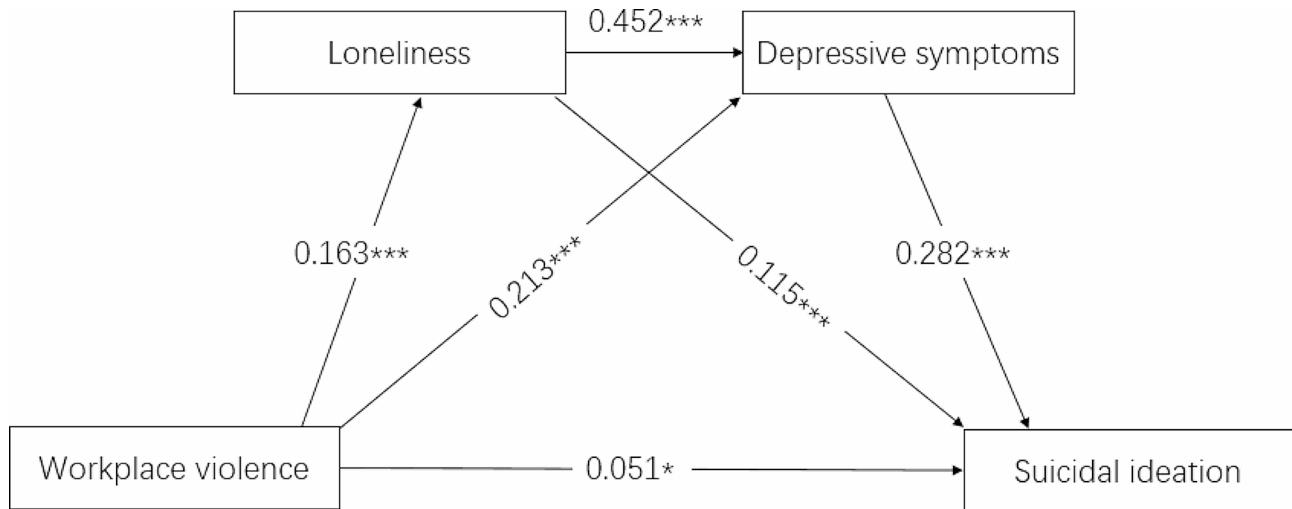 0.452***
Loneliness
Depressive symptoms
0.163***
0.213***
0.115***
0.282***
Workplace violence
0.051*
Suicidal ideation